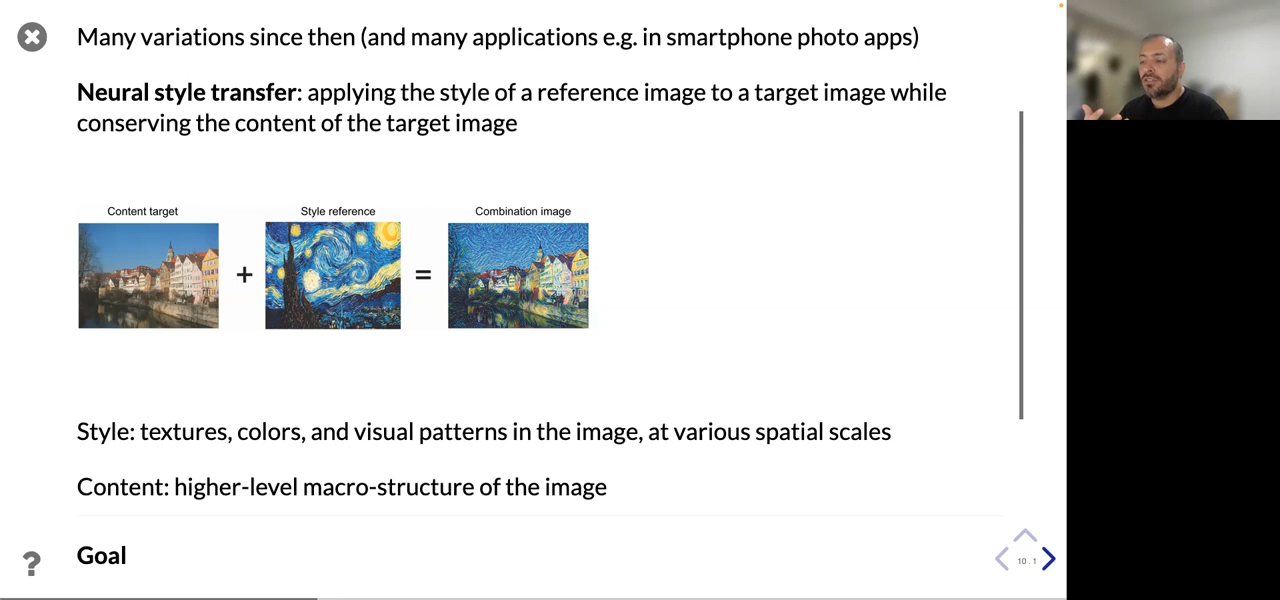 Many variations since then (and many applications e.g. in smartphone photo apps)
Neural style transfer: applying the style of a reference image to a target image while
conserving the content of the target image
Content target
Style reference
Combination image
+
=
Style: textures, colors, and visual patterns in the image, at various spatial scales
Content: higher-level macro-structure of the image
Goal
?
10 . 1